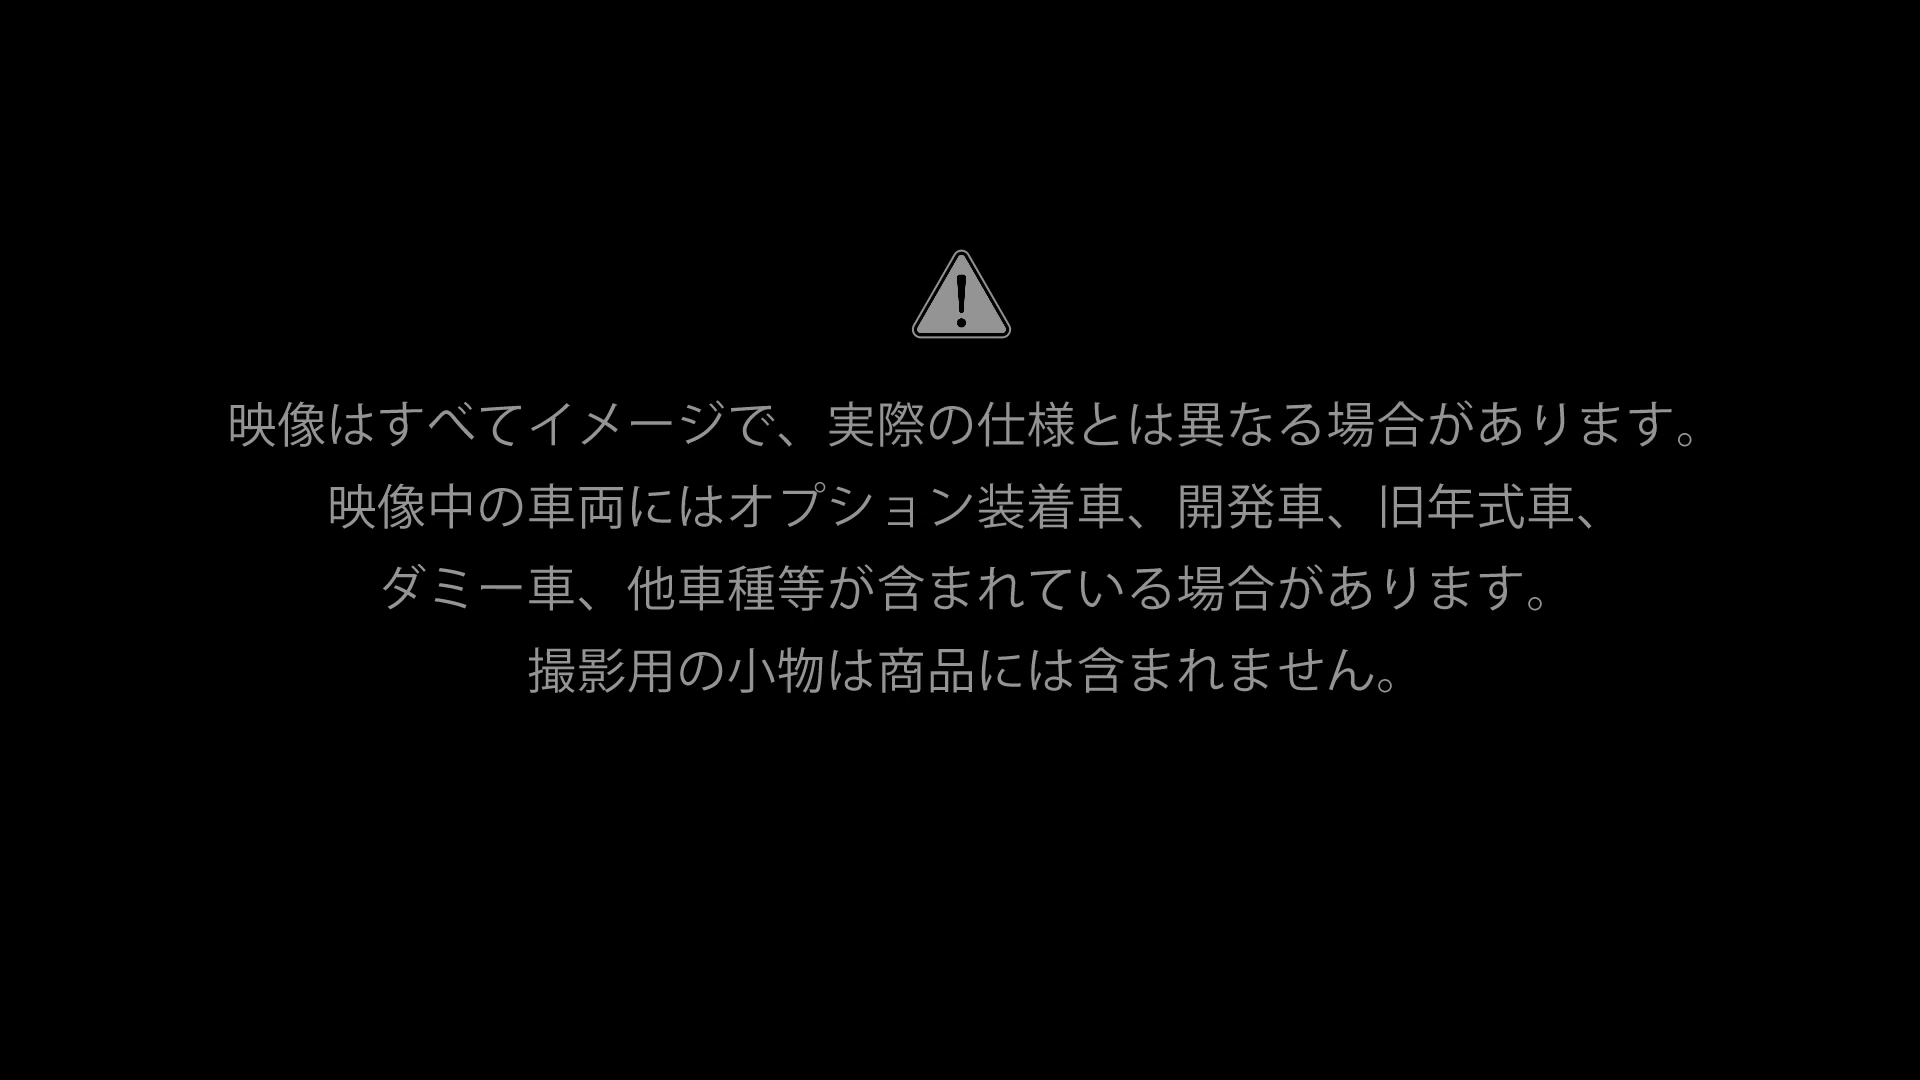 映像はすべてイメージで、実際の仕様とは異なる場合があります。
映像中の車両にはオプション装着車、開発車、旧年式車、
ダミー車、他車種等が含まれている場合があります。
撮影用の小物は商品には含まれません。